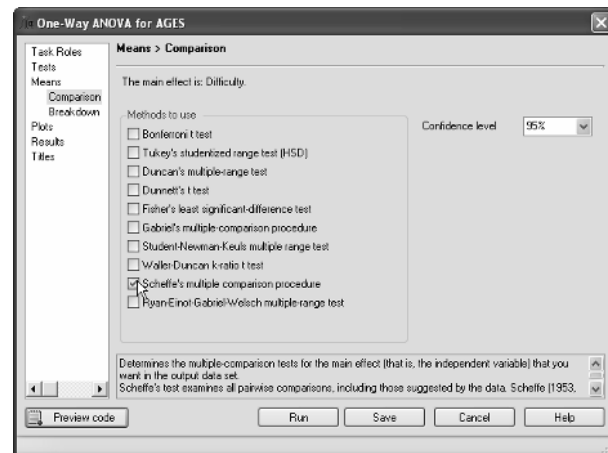 One-Way ANOVA for AGES
Task Roles
Tests
Means
Comparison
Breakdown
Plots
Results
Titles
Means > Comparison
The main effect is: Difficulty.
Methods to use
Bonferroni t test
Tukey's studentized range test (HSD)
Duncan's multiple-range test
Dunnett's t test
Fisher's least significant-difference test
Gabriel's multiple-comparison procedure
Student-Newman-Keuls multiple range test
Waller-Duncan k-ratio t test
Scheffe's multiple comparison procedure
Ryan-Einot-Gabriel-Welsch multiple-range test
Confidence level
95%
Determines the multiple-comparison tests for the main effect (that is, the independent variable) that you
want in the output data set.
Scheffe's test examines all pairwise comparisons, including those suggested by the data. Scheffe (1953,
Preview code
Run
Save
Cancel
Help